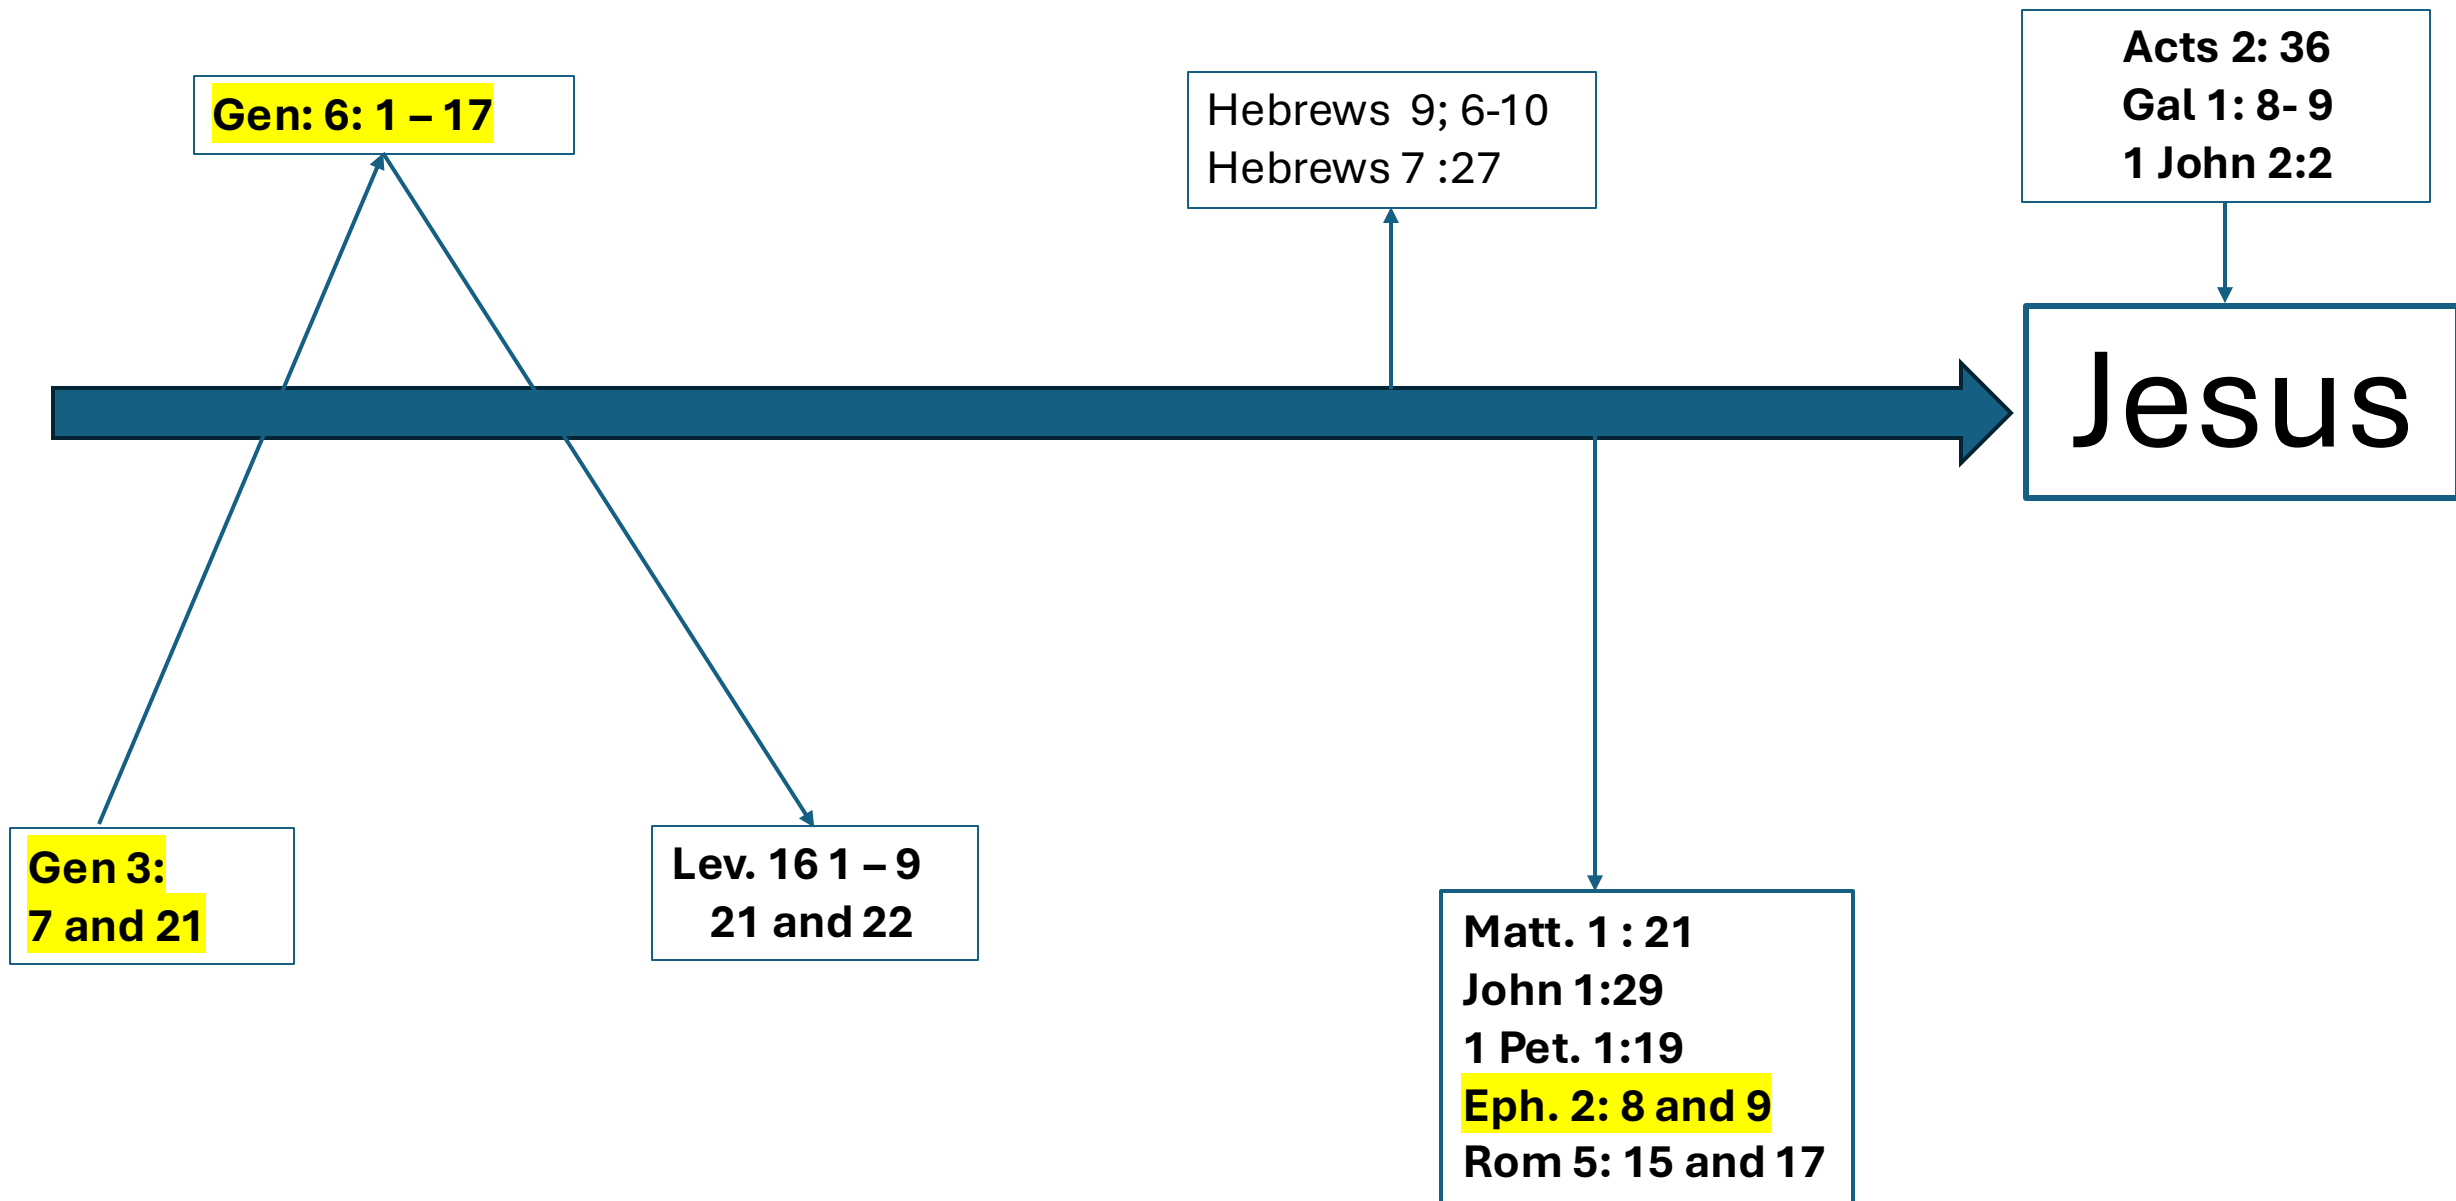 Gen: 6: 1 – 17
Hebrews 9; 6-10
Hebrews 7 :27
Acts 2: 36
Gal 1: 8- 9
1 John 2:2
Jesus
Gen 3:
7 and 21
Lev. 16 1 – 9
21 and 22
Matt. 1 : 21
John 1:29
1 Pet. 1:19
Eph. 2: 8 and 9
Rom 5: 15 and 17